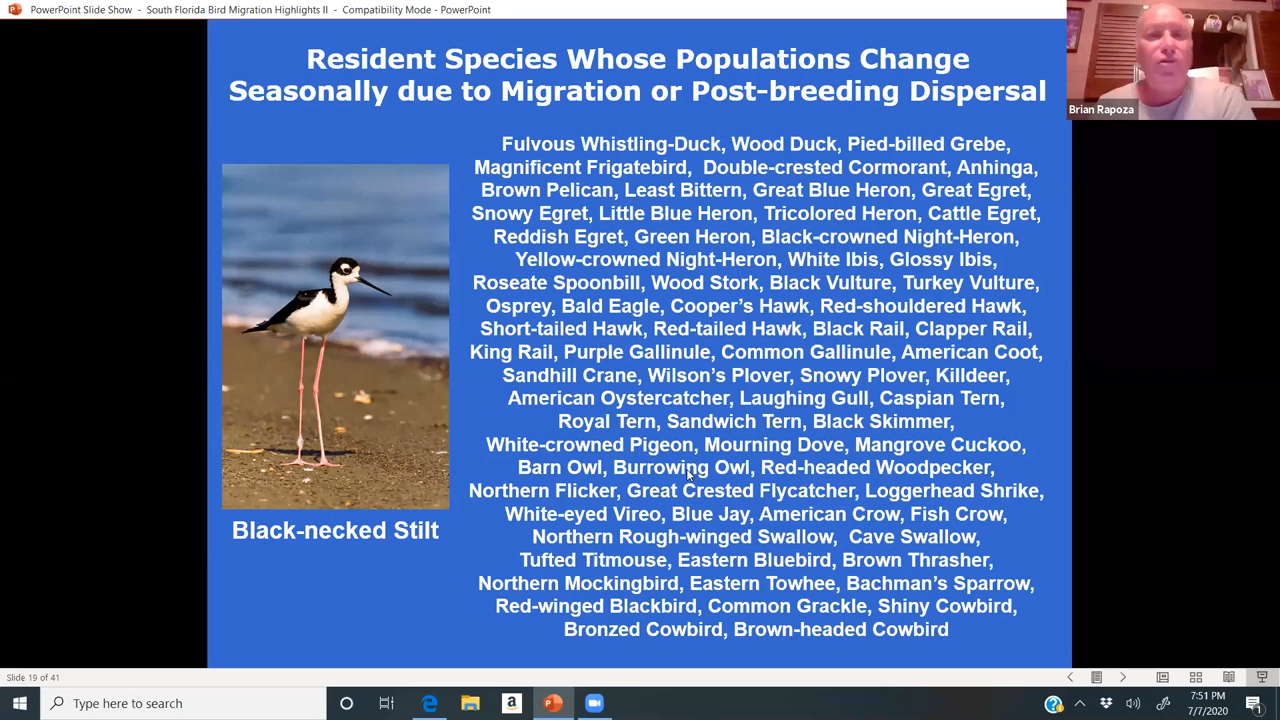 PowerPoint Slide Show - South Florida Bird Migration Highlights II - Compatibility Mode - PowerPoint
Brian Rapoza
Resident Species Whose Populations Change
Seasonally due to Migration or Post-breeding Dispersal
Fulvous Whistling-Duck, Wood Duck, Pied-billed Grebe,
Magnificent Frigatebird, Double-crested Cormorant, Anhinga,
Brown Pelican, Least Bittern, Great Blue Heron, Great Egret,
Snowy Egret, Little Blue Heron, Tricolored Heron, Cattle Egret,
Reddish Egret, Green Heron, Black-crowned Night-Heron,
Yellow-crowned Night-Heron, White Ibis, Glossy Ibis,
Roseate Spoonbill, Wood Stork, Black Vulture, Turkey Vulture,
Osprey, Bald Eagle, Cooper's Hawk, Red-shouldered Hawk,
Short-tailed Hawk, Red-tailed Hawk, Black Rail, Clapper Rail,
King Rail, Purple Gallinule, Common Gallinule, American Coot,
Sandhill Crane, Wilson's Plover, Snowy Plover, Killdeer,
American Oystercatcher, Laughing Gull, Caspian Tern,
Royal Tern, Sandwich Tern, Black Skimmer,
White-crowned Pigeon, Mourning Dove, Mangrove Cuckoo,
Barn Owl, Burrowing Owl, Red-headed Woodpecker,
Northern Flicker, Great Crested Flycatcher, Loggerhead Shrike,
White-eyed Vireo, Blue Jay, American Crow, Fish Crow,
Northern Rough-winged Swallow, Cave Swallow,
Tufted Titmouse, Eastern Bluebird, Brown Thrasher,
Northern Mockingbird, Eastern Towhee, Bachman's Sparrow,
Red-winged Blackbird, Common Grackle, Shiny Cowbird,
Bronzed Cowbird, Brown-headed Cowbird
Black-necked Stilt
Slide 19 of 41
Type here to search
7:51 PM
7/7/2020